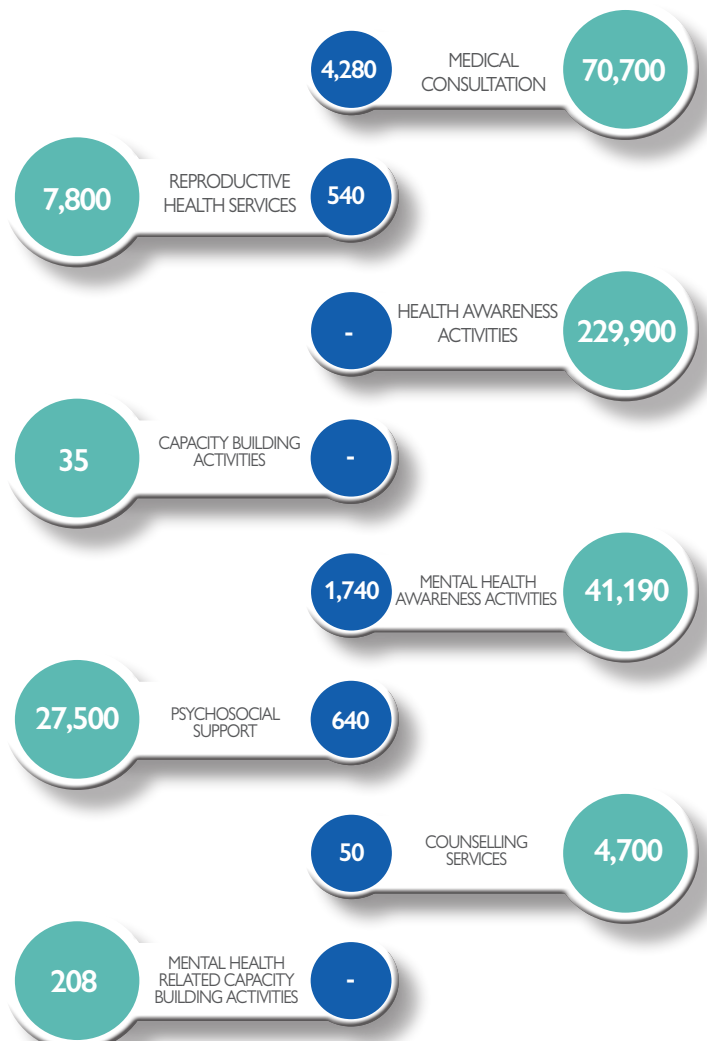 4,280
MEDICAL
CONSULTATION
70,700
7,800
REPRODUCTIVE
HEALTH SERVICES
540
-
HEALTH AWARENESS
ACTIVITIES
229,900
35
CAPACITY BUILDING
ACTIVITIES
-
1,740
MENTAL HEALTH
AWARENESS ACTIVITIES
41,190
27,500
PSYCHOSOCIAL
SUPPORT
640
50
COUNSELLING
SERVICES
4,700
208
MENTAL HEALTH
RELATED CAPACITY
BUILDING ACTIVITIES
-